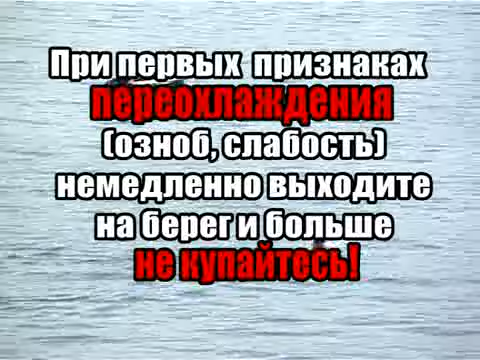 При первых признаках
переохлаждения
(озноб, слабость)
немедленно выходите
на берег и больше
не купайтесь!